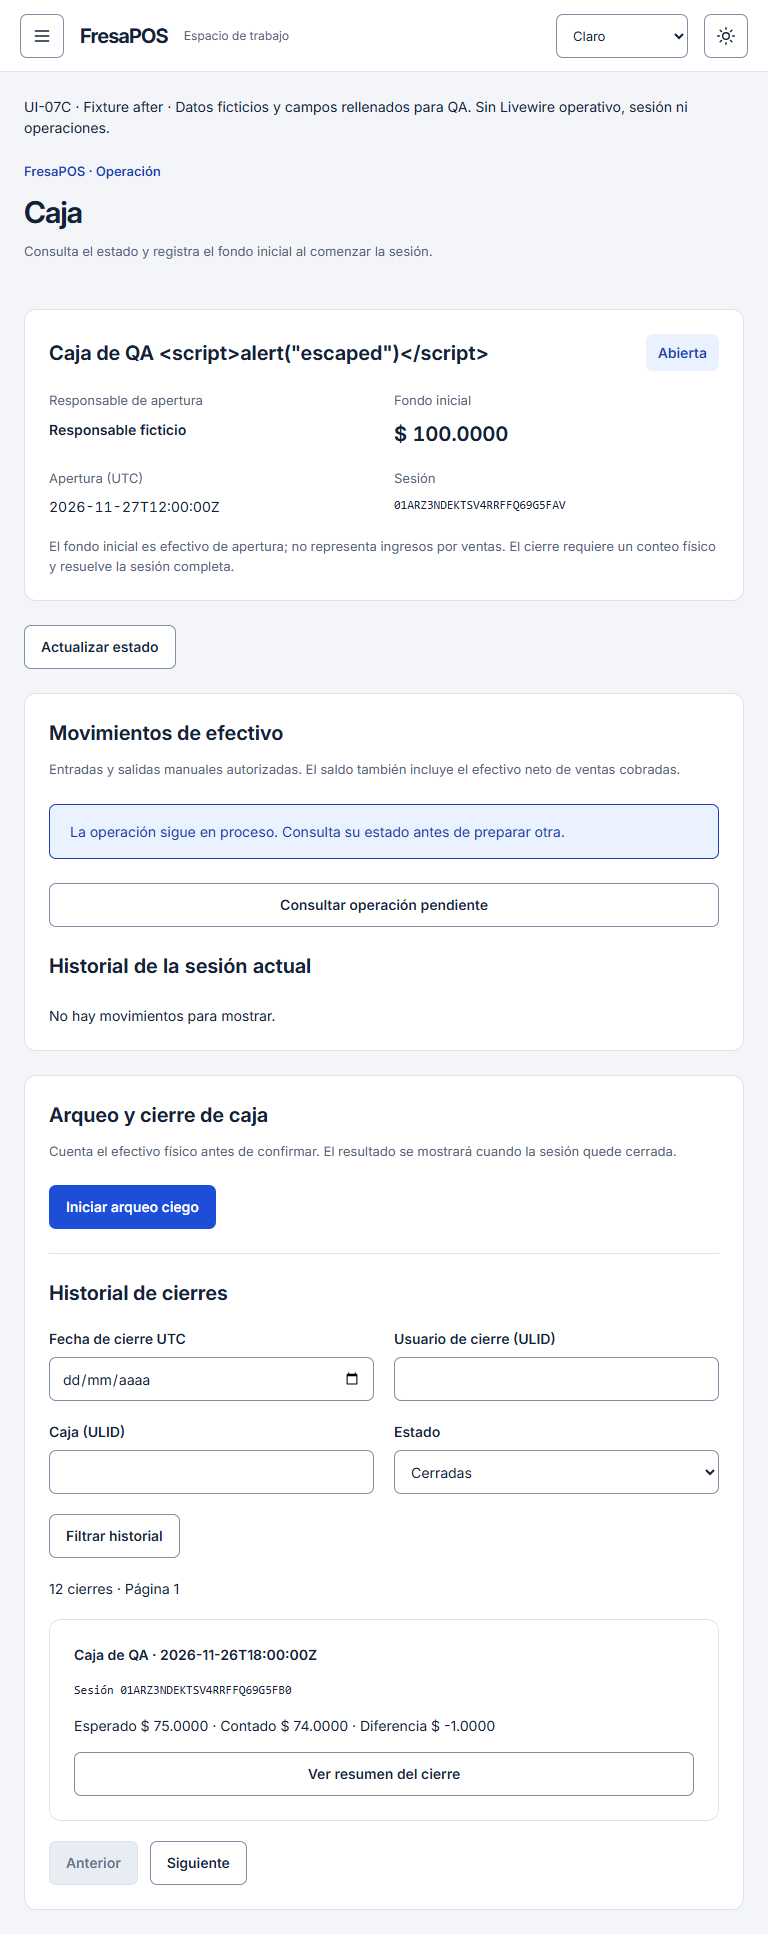 FresaPOS
Espacio de trabajo
Claro
UI-07C · Fixture after · Datos ficticios y campos rellenados para QA. Sin Livewire operativo, sesión ni
operaciones.
FresaPOS · Operación
Caja
Consulta el estado y registra el fondo inicial al comenzar la sesión.
Caja de QA <script>alert("escaped")</script>
Abierta
Responsable de apertura
Responsable ficticio
Fondo inicial
$ 100.0000
Apertura (UTC)
2026-11-27T12:00:00Z
Sesión
01ARZ3NDEKTSV4RRFFQ69G5FAV
El fondo inicial es efectivo de apertura; no representa ingresos por ventas. El cierre requiere un conteo físico
y resuelve la sesión completa.
Actualizar estado
Movimientos de efectivo
Entradas y salidas manuales autorizadas. El saldo también incluye el efectivo neto de ventas cobradas.
La operación sigue en proceso. Consulta su estado antes de preparar otra.
Consultar operación pendiente
Historial de la sesión actual
No hay movimientos para mostrar.
Arqueo y cierre de caja
Cuenta el efectivo físico antes de confirmar. El resultado se mostrará cuando la sesión quede cerrada.
Iniciar arqueo ciego
Historial de cierres
Fecha de cierre UTC
dd/mm/aaaa
Usuario de cierre (ULID)
Caja (ULID)
Estado
Cerradas
Filtrar historial
12 cierres · Página 1
Caja de QA · 2026-11-26T18:00:00Z
Sesión 01ARZ3NDEKTSV4RRFFQ69G5FB0
Esperado $ 75.0000 · Contado $ 74.0000 · Diferencia $ -1.0000
Ver resumen del cierre
Anterior
Siguiente